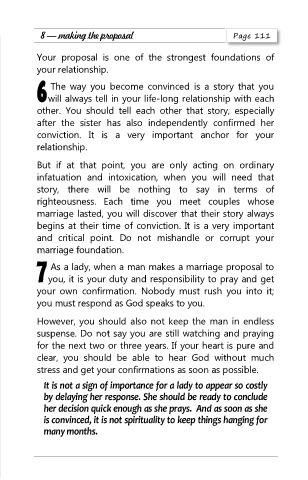 8 — making the proposal
Page 111
Your proposal is one of the strongest foundations of
your relationship.
6 The way you become convinced is a story that you
will always tell in your life-long relationship with each
other. You should tell each other that story, especially
after the sister has also independently confirmed her
conviction. It is a very important anchor for your
relationship.
But if at that point, you are only acting on ordinary
infatuation and intoxication, when you will need that
story, there will be nothing to say in terms of
righteousness. Each time you meet couples whose
marriage lasted, you will discover that their story always
begins at their time of conviction. It is a very important
and critical point. Do not mishandle or corrupt your
marriage foundation.
7 As a lady, when a man makes a marriage proposal to
you, it is your duty and responsibility to pray and get
your own confirmation. Nobody must rush you into it;
you must respond as God speaks to you.
However, you should also not keep the man in endless
suspense. Do not say you are still watching and praying
for the next two or three years. If your heart is pure and
clear, you should be able to hear God without much
stress and get your confirmations as soon as possible.
It is not a sign of importance for a lady to appear so costly
by delaying her response. She should be ready to conclude
her decision quick enough as she prays. And as soon as she
is convinced, it is not spirituality to keep things hanging for
many months.